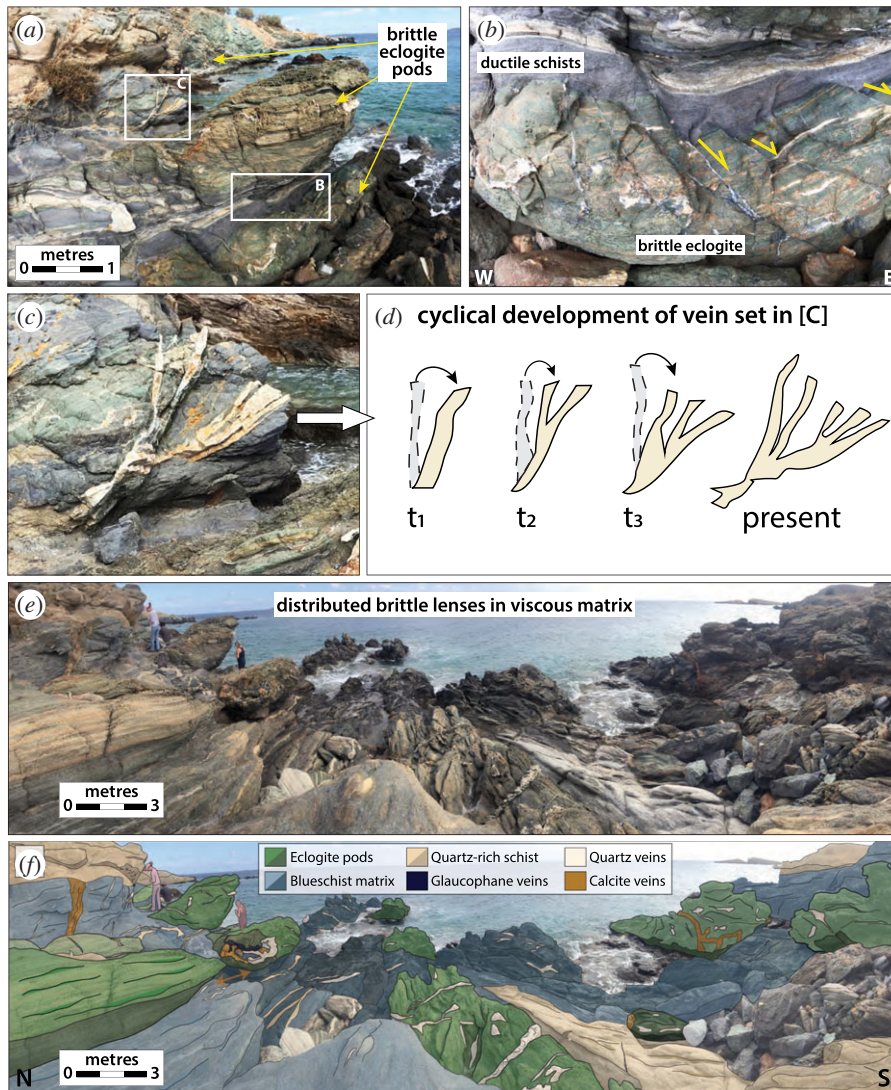 (a)
brittle
eclogite
pods
C
B
metres
0 1
(b)
ductile schists
brittle eclogite
W
E
(c)
(d) cyclical development of vein set in [C]
t1 t2 t3 present
(e)
distributed brittle lenses in viscous matrix
metres
0 3
(f)
Eclogite pods Quartz-rich schist Quartz veins
Blueschist matrix Glaucophane veins Calcite veins
metres
0 3
N
S